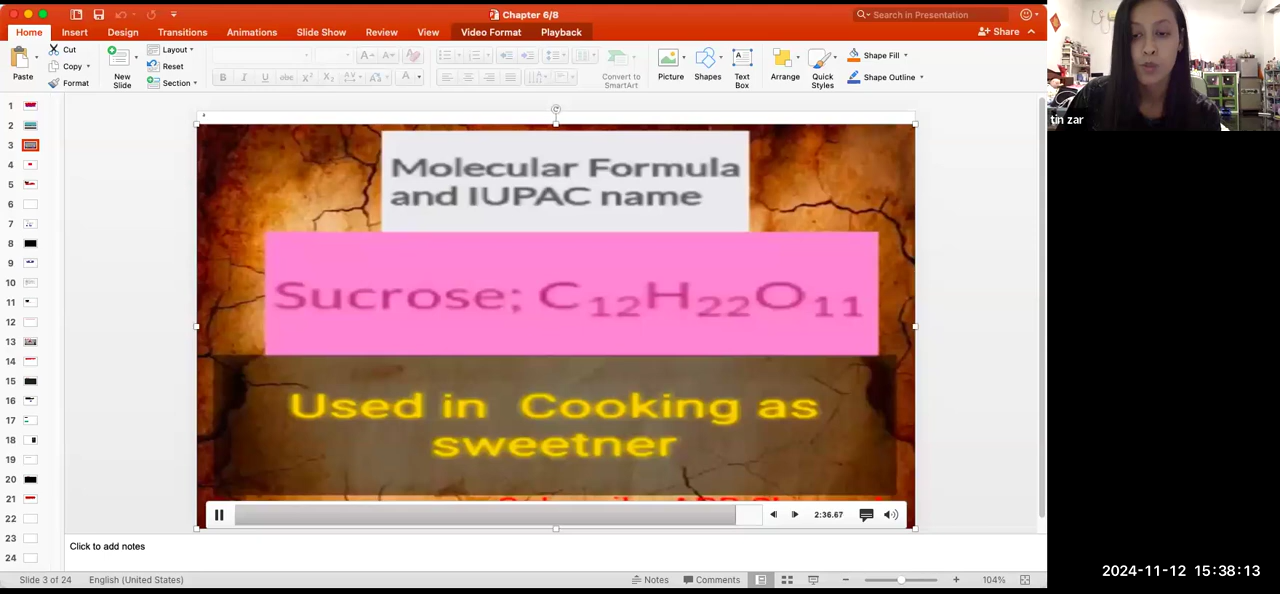 Chapter 6/8
Search in Presentation
Home Insert Design Transitions Animations Slide Show Review View Video Format Playback
Share
Paste
Cut
Copy
Format
New Slide
Layout
Reset
Section
Convert to SmartArt
Picture
Shapes
Text Box
Arrange
Quick Styles
Shape Fill
Shape Outline
tin zar
1
2
3
4
5
6
7
8
9
10
11
12
13
14
15
16
17
18
19
20
21
22
23
24
Molecular Formula
and IUPAC name
Sucrose; C₁₂H₂₂O₁₁
Used in Cooking as
sweetner
2:36.67
Click to add notes
Slide 3 of 24
English (United States)
Notes
Comments
104%
2024-11-12 15:38:13